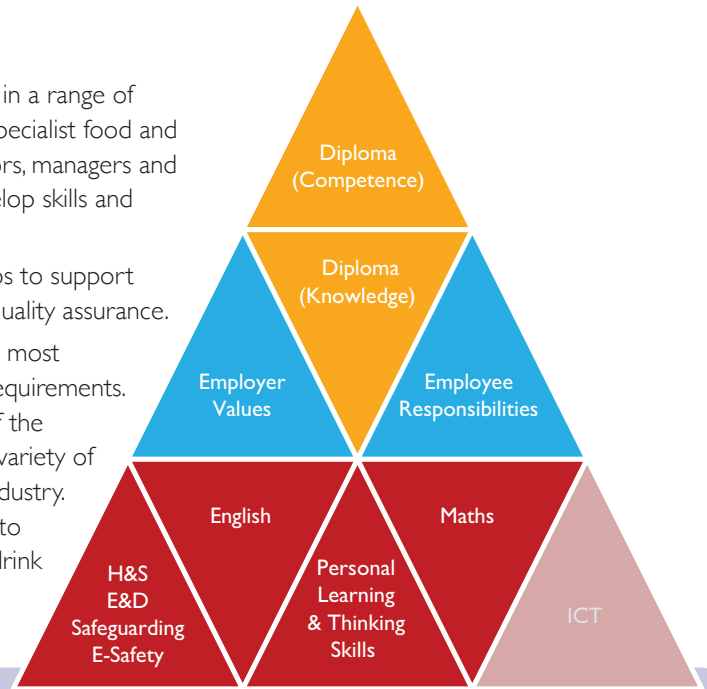 in a range of
pecialist food and
ors, managers and
elop skills and
os to support
uality assurance.
most
equirements.
f the
variety of
dustry.
to
drink
Diploma
(Competence)
Diploma
(Knowledge)
Employer
Values
Employee
Responsibilities
H&S
E&D
Safeguarding
E-Safety
English
Personal
Learning
& Thinking
Skills
Maths
ICT